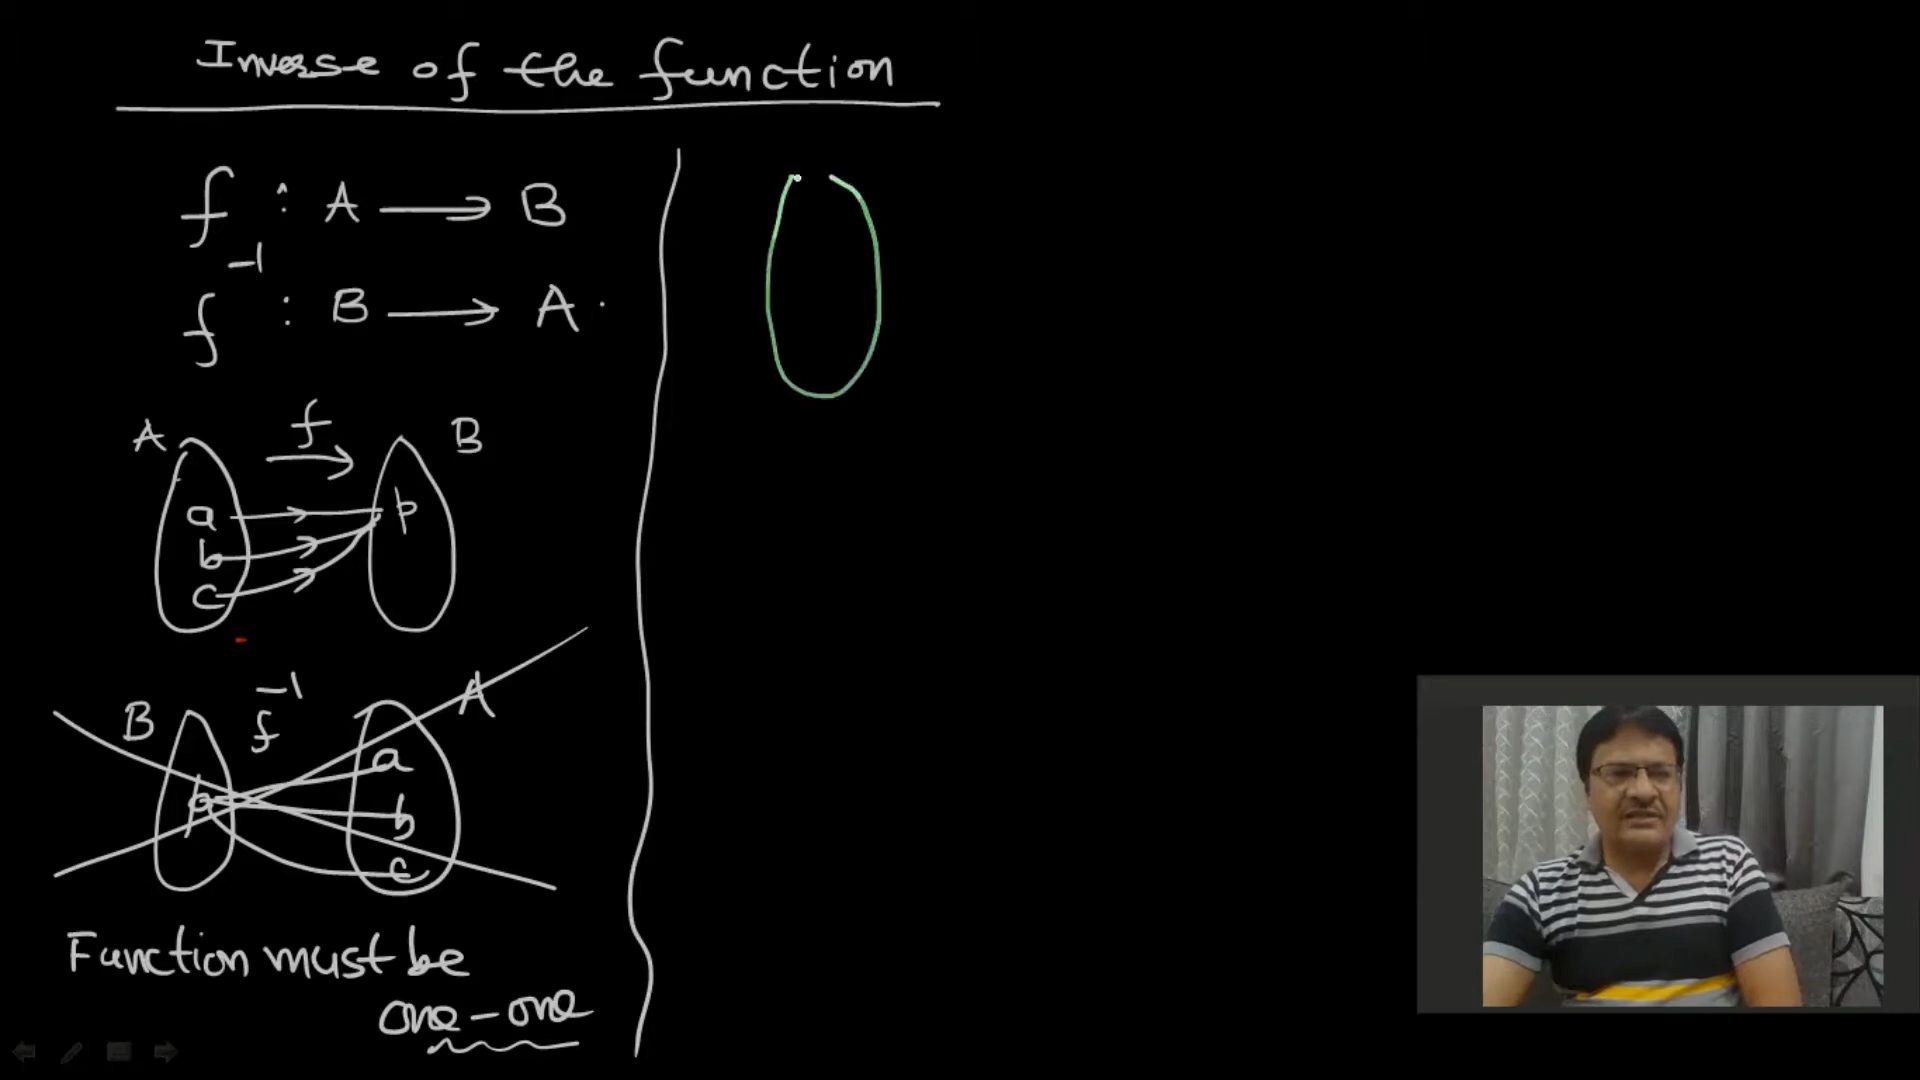 Inverse of the function
f : A → B
f⁻¹ : B → A .
A f → B
a p
b
c
B f⁻¹ A
p a
b
c
Function must be
one-one